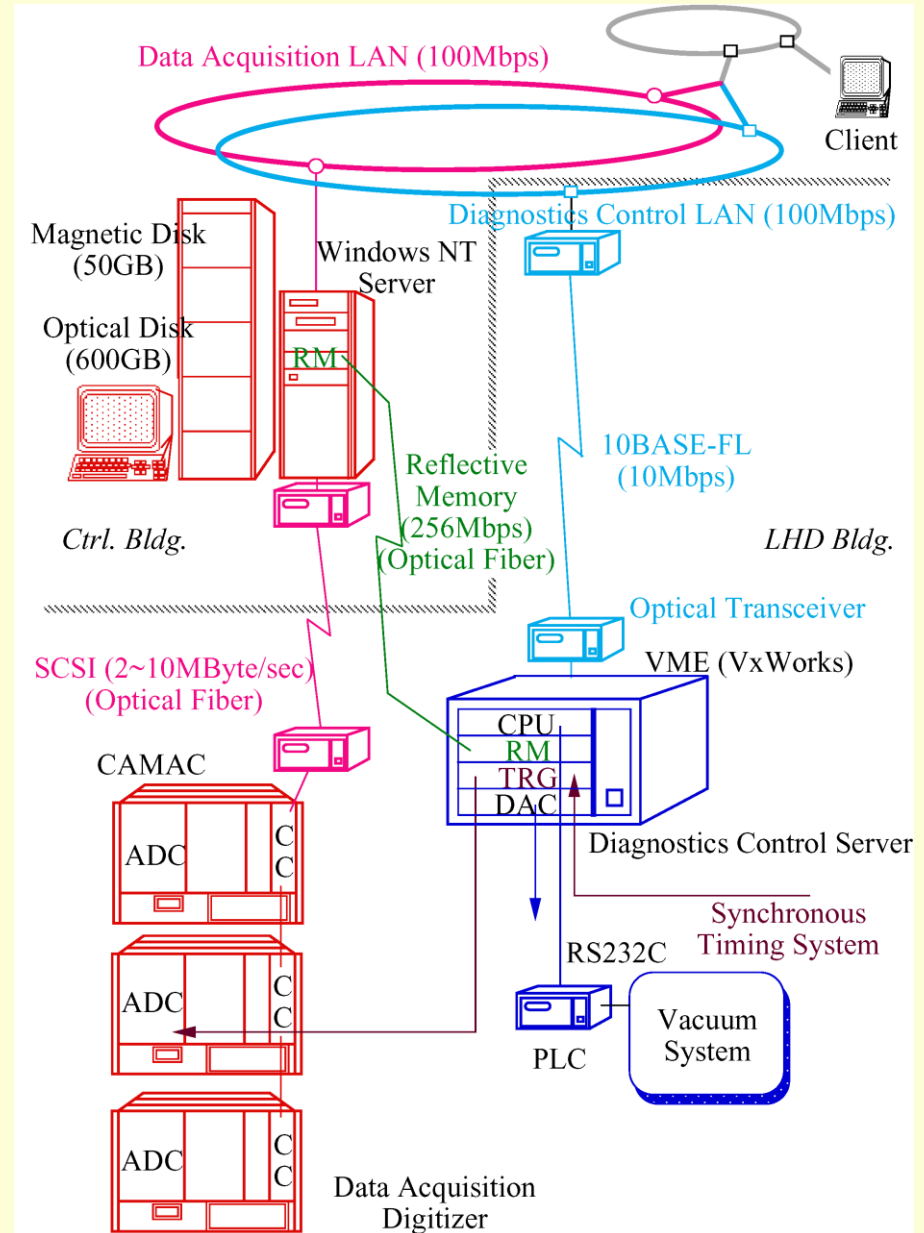 Data Acquisition LAN (100Mbps)
Client
Diagnostics Control LAN (100Mbps)
Magnetic Disk
(50GB)
Windows NT
Server
Optical Disk
(600GB)
RM
10BASE-FL
(10Mbps)
Reflective
Memory
(256Mbps)
(Optical Fiber)
Ctrl. Bldg.
LHD Bldg.
Optical Transceiver
SCSI (2~10MByte/sec)
(Optical Fiber)
VME (VxWorks)
CPU
RM
TRG
DAC
CAMAC
ADC
C
C
Diagnostics Control Server
Synchronous
Timing System
RS232C
ADC
C
C
PLC
Vacuum
System
ADC
C
C
Data Acquisition
Digitizer